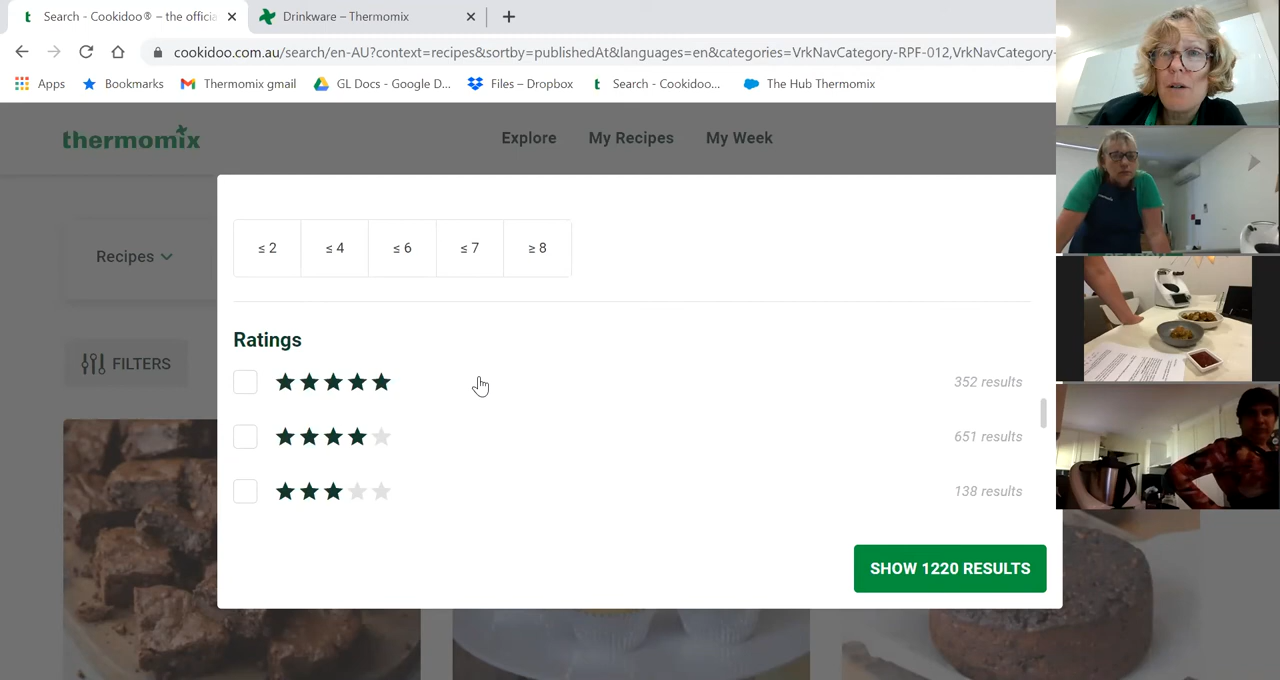 t Search - Cookidoo® – the officia
Drinkware – Thermomix
cookidoo.com.au/search/en-AU?context=recipes&sortby=publishedAt&languages=en&categories=VrkNavCategory-RPF-012,VrkNavCategory-
Apps
Bookmarks
Thermomix gmail
GL Docs - Google D...
Files – Dropbox
t Search - Cookidoo...
The Hub Thermomix
thermomix
Explore
My Recipes
My Week
Recipes
≤ 2
≤ 4
≤ 6
≤ 7
≥ 8
FILTERS
Ratings
352 results
651 results
138 results
SHOW 1220 RESULTS